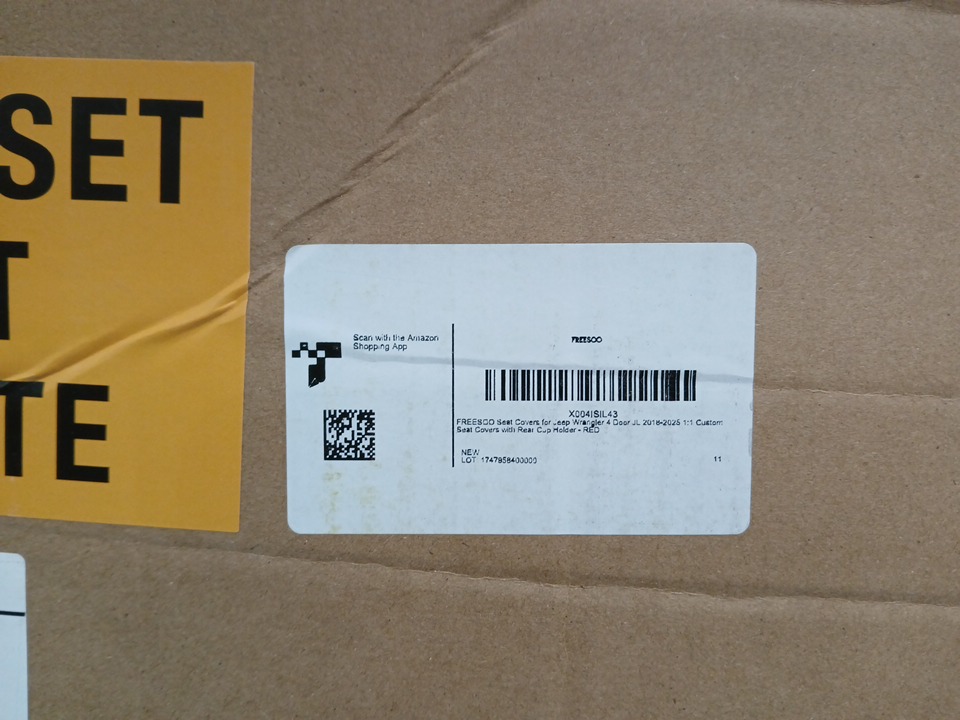 SET
T
TE
Scan with the Amazon
Shopping App
FREESOO
X004ISIL43
FREESOO Seat Covers for Jeep Wrangler 4 Door JL 2018-2025 1:1 Custom
Seat Covers with Rear Cup Holder - RED
NEW
LOT: 1747858400000
11